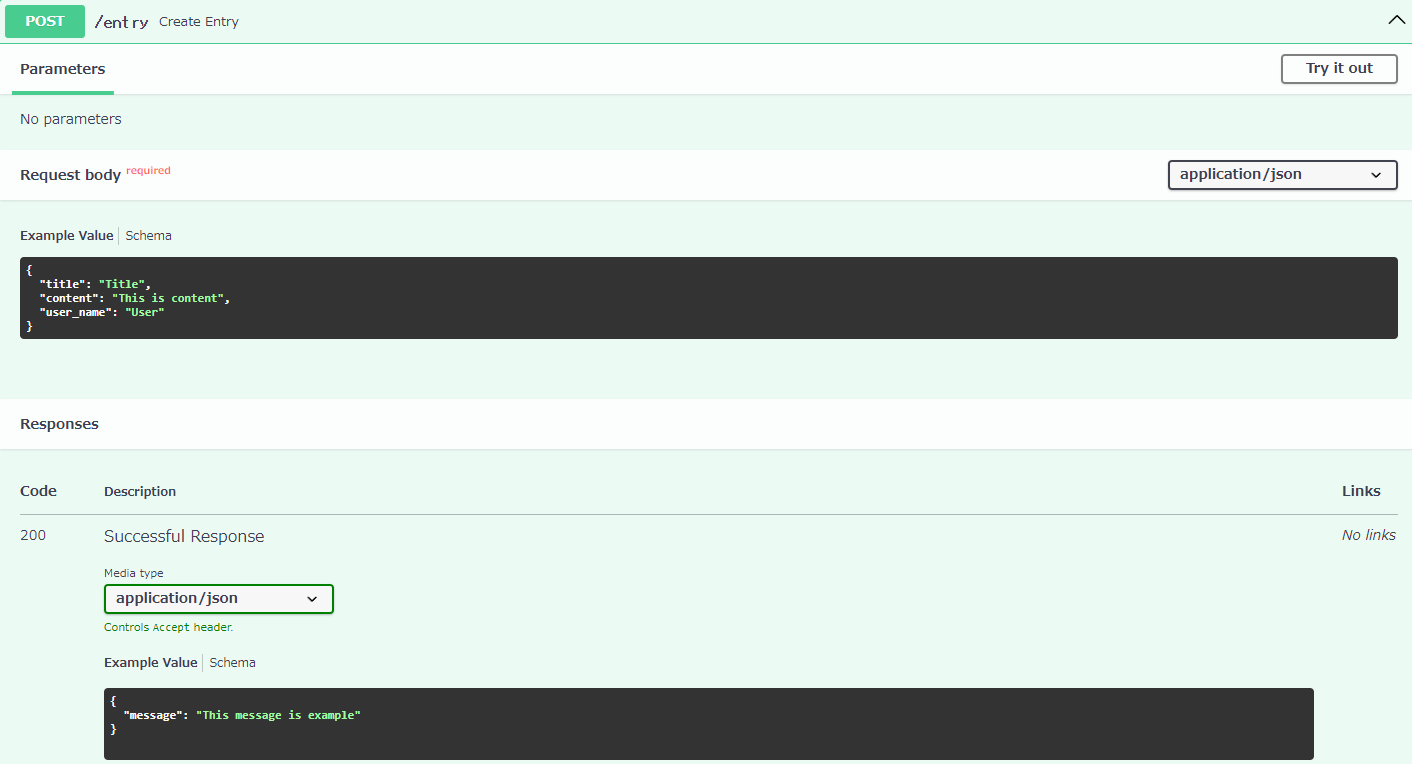 POST /entry Create Entry
Parameters
Try it out
No parameters
Request body required
application/json
Example Value Schema
{
  "title": "Title",
  "content": "This is content",
  "user_name": "User"
}
Responses
Code Description Links
200 Successful Response No links
Media type
application/json
Controls Accept header.
Example Value Schema
{
  "message": "This message is example"
}